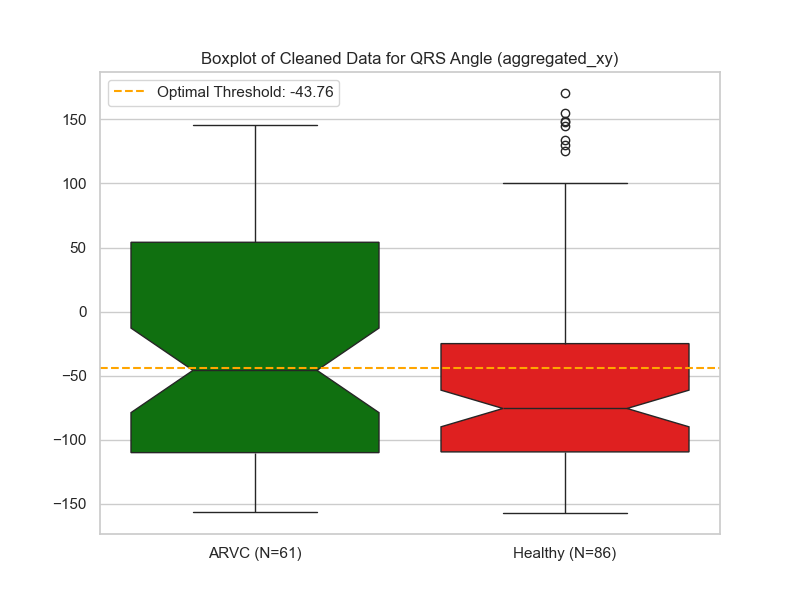 Boxplot of Cleaned Data for QRS Angle (aggregated_xy)
Optimal Threshold: -43.76
150
100
50
0
−50
−100
−150
ARVC (N=61)
Healthy (N=86)